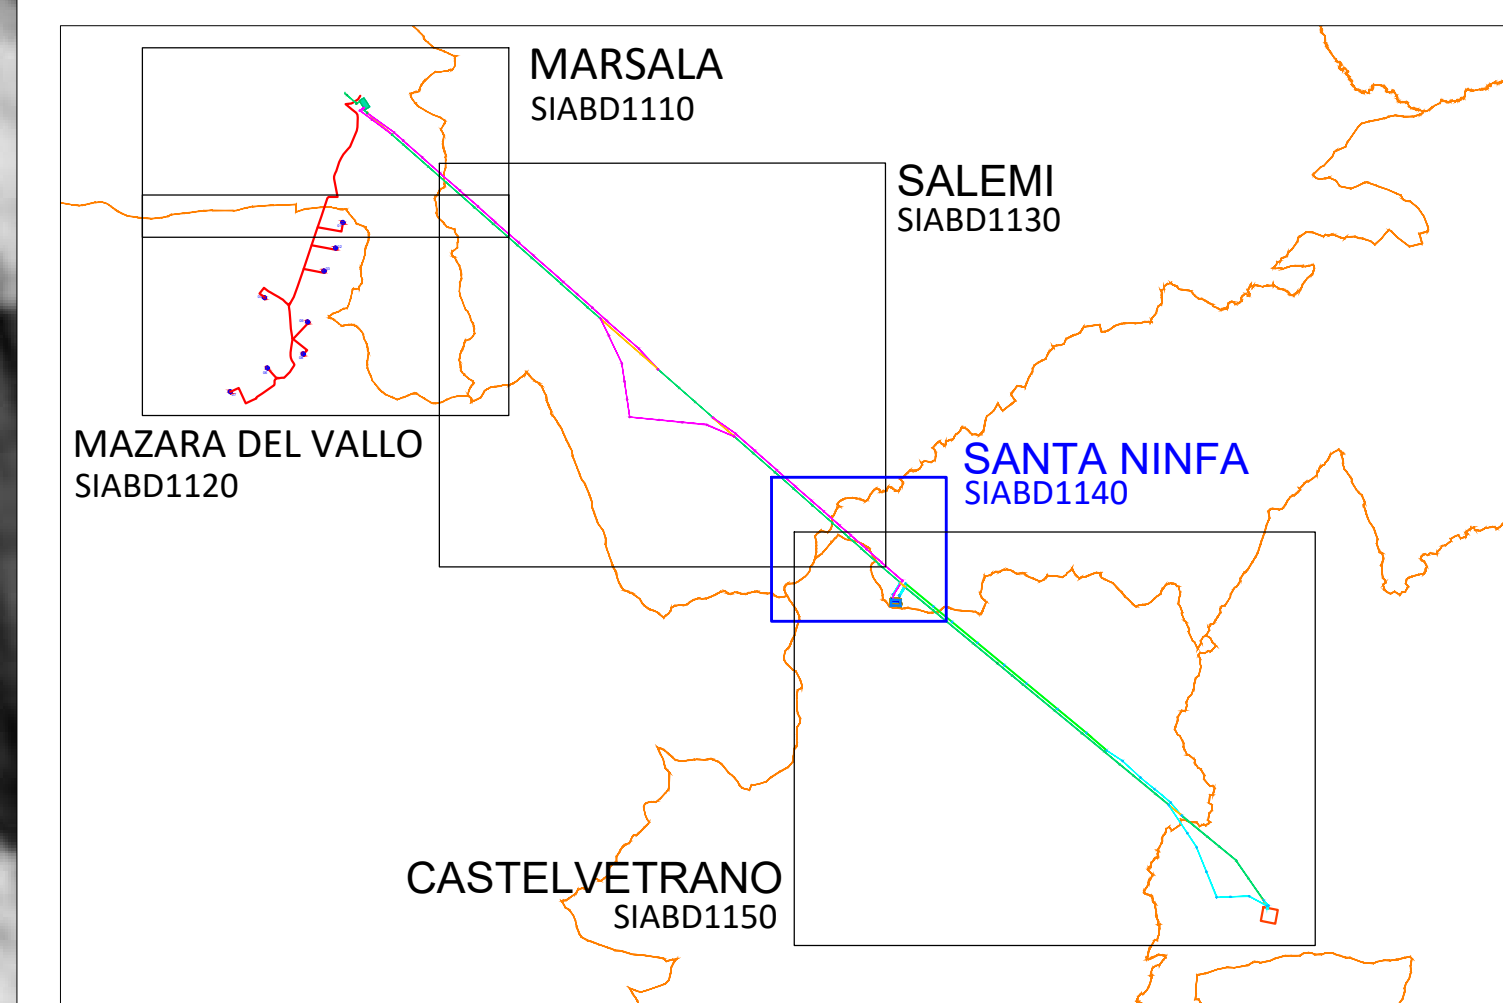 MARSALA
SIABD1110
SALEMI
SIABD1130
MAZARA DEL VALLO
SIABD1120
SANTA NINFA
SIABD1140
CASTELVETRANO
SIABD1150